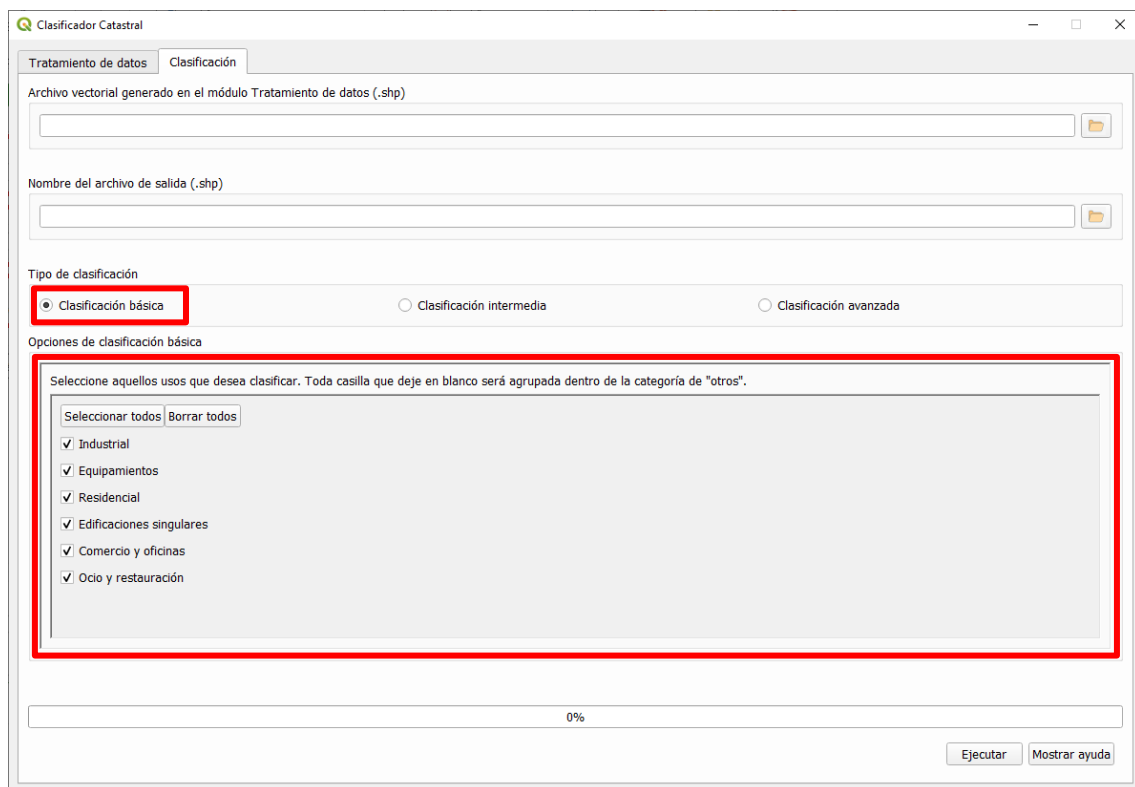 Clasificador Catastral
Tratamiento de datos
Clasificación
Archivo vectorial generado en el módulo Tratamiento de datos (.shp)
Nombre del archivo de salida (.shp)
Tipo de clasificación
Clasificación básica
Clasificación intermedia
Clasificación avanzada
Opciones de clasificación básica
Seleccione aquellos usos que desea clasificar. Toda casilla que deje en blanco será agrupada dentro de la categoría de "otros".
Seleccionar todos
Borrar todos
Industrial
Equipamientos
Residencial
Edificaciones singulares
Comercio y oficinas
Ocio y restauración
0%
Ejecutar
Mostrar ayuda